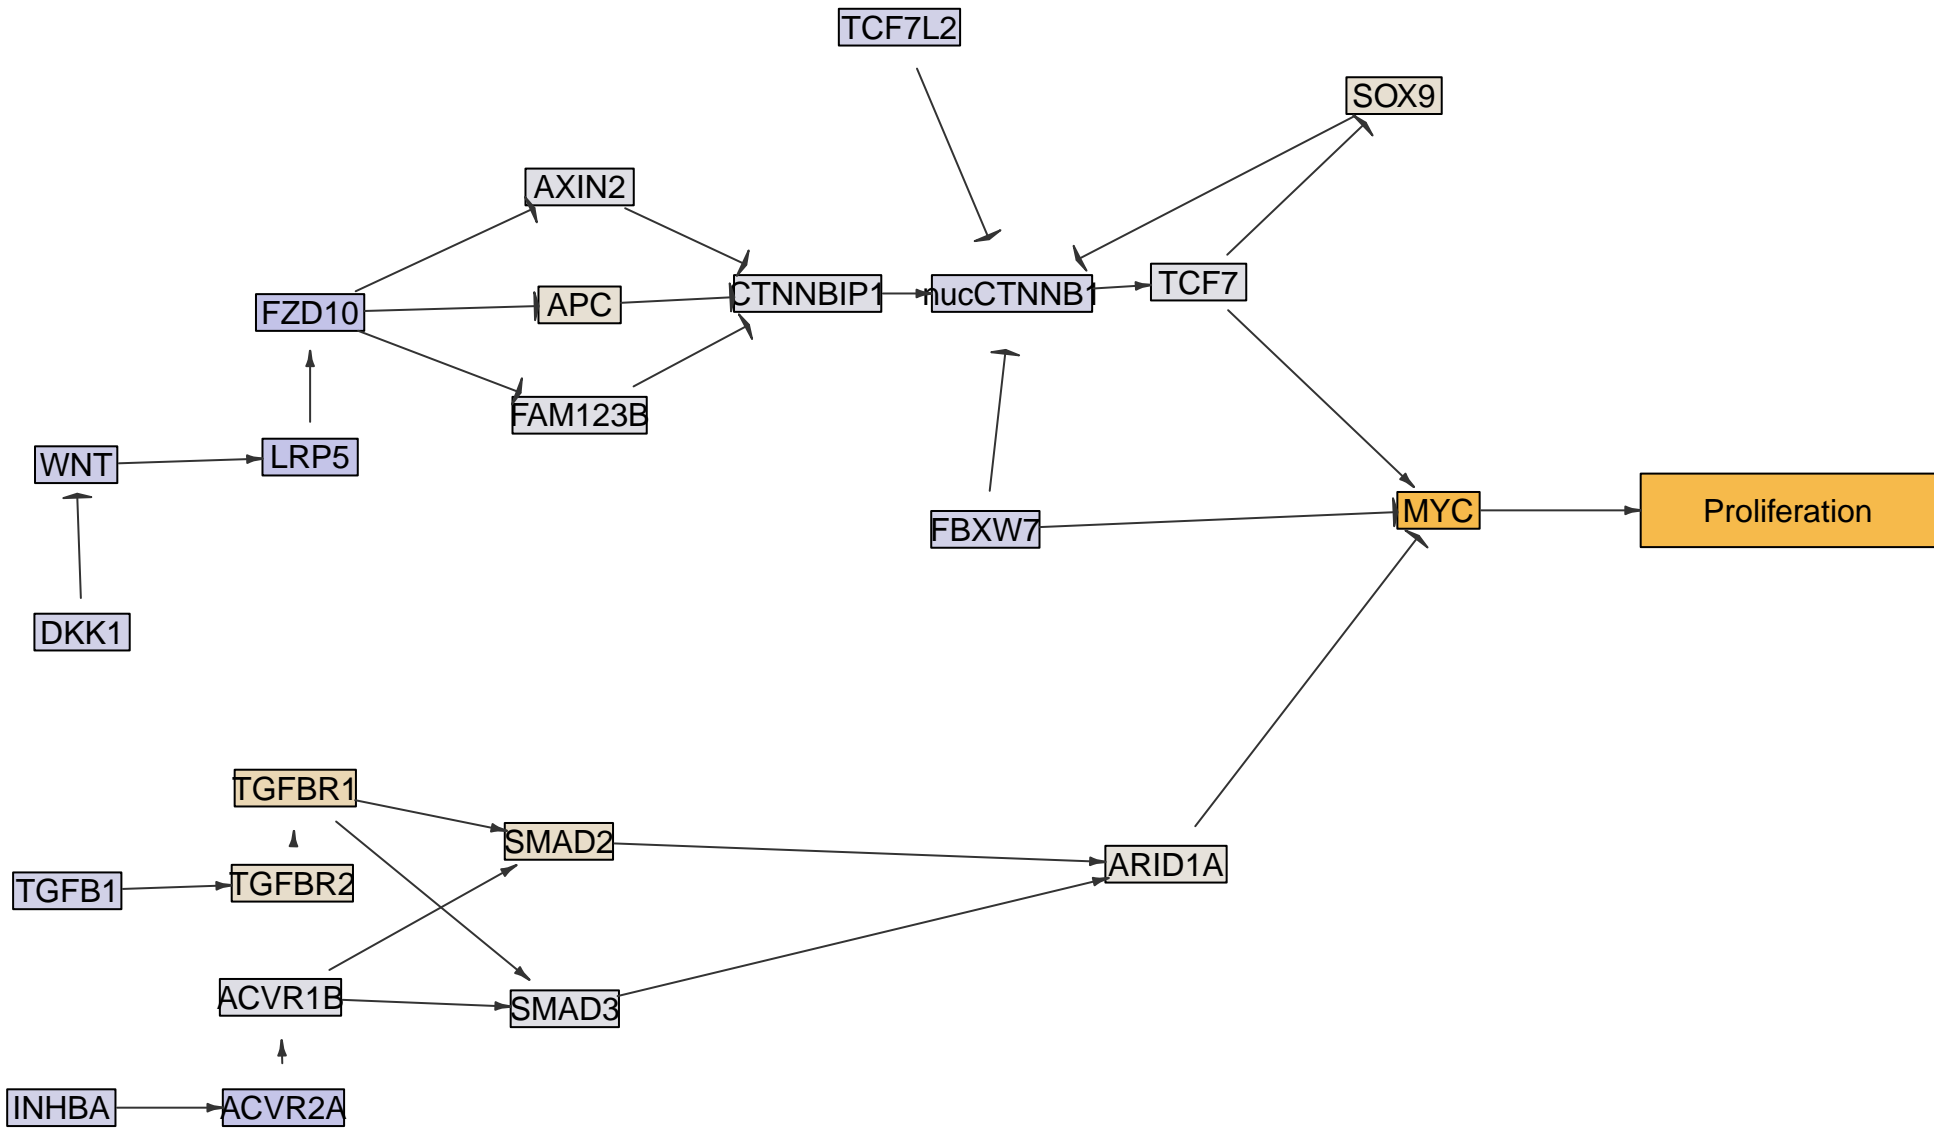 TCF7L2
SOX9
AXIN2
FZD10
APC
CTNNBIP1
nucCTNNB1
TCF7
FAM123B
WNT
LRP5
FBXW7
MYC
Proliferation
DKK1
TGFBR1
SMAD2
ARID1A
TGFB1
TGFBR2
ACVR1B
SMAD3
INHBA
ACVR2A